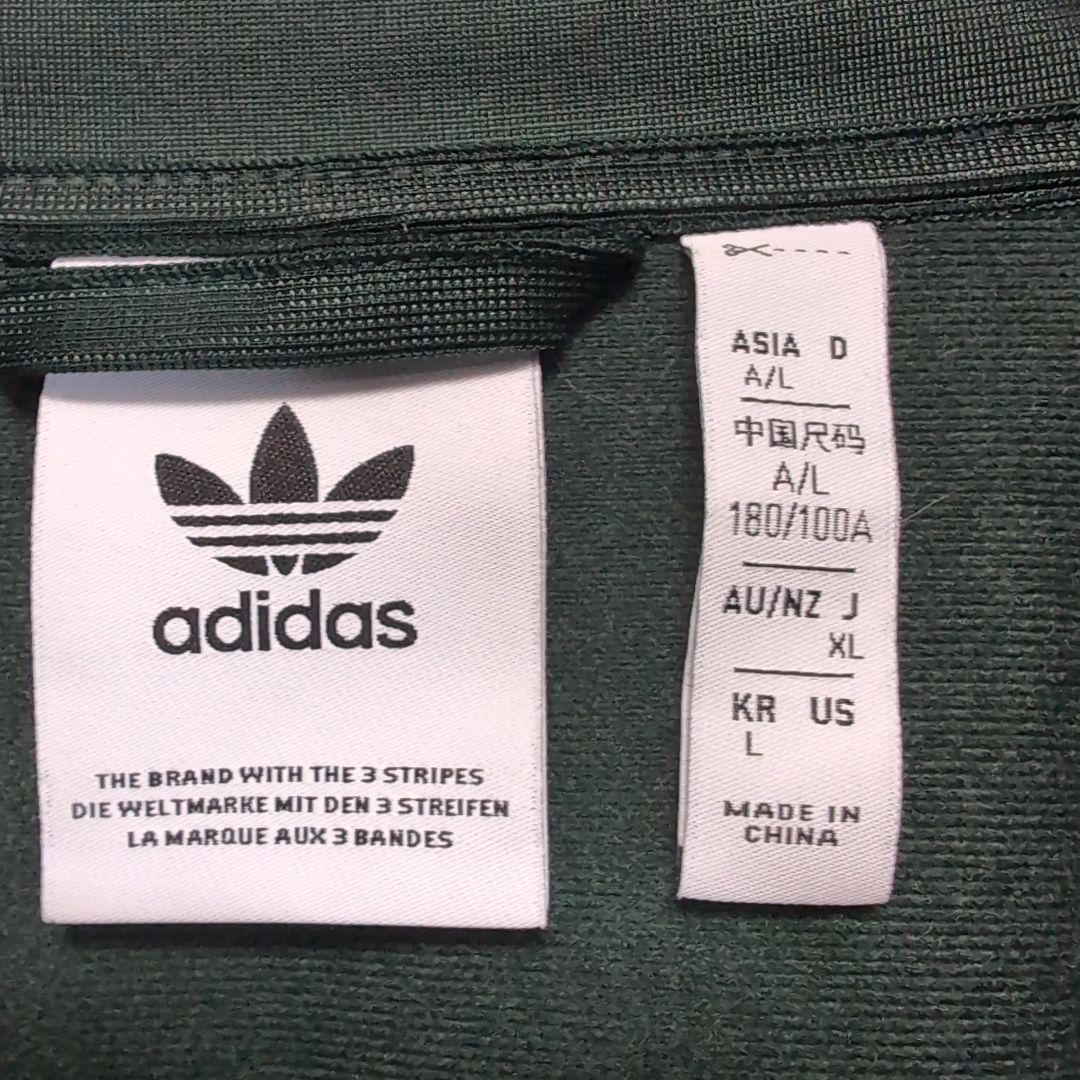 adidas
THE BRAND WITH THE 3 STRIPES
DIE WELTMARKE MIT DEN 3 STREIFEN
LA MARQUE AUX 3 BANDES
ASIA D
A/L
中国尺码
A/L
180/100A
AU/NZ J
XL
KR US
L
MADE IN
CHINA